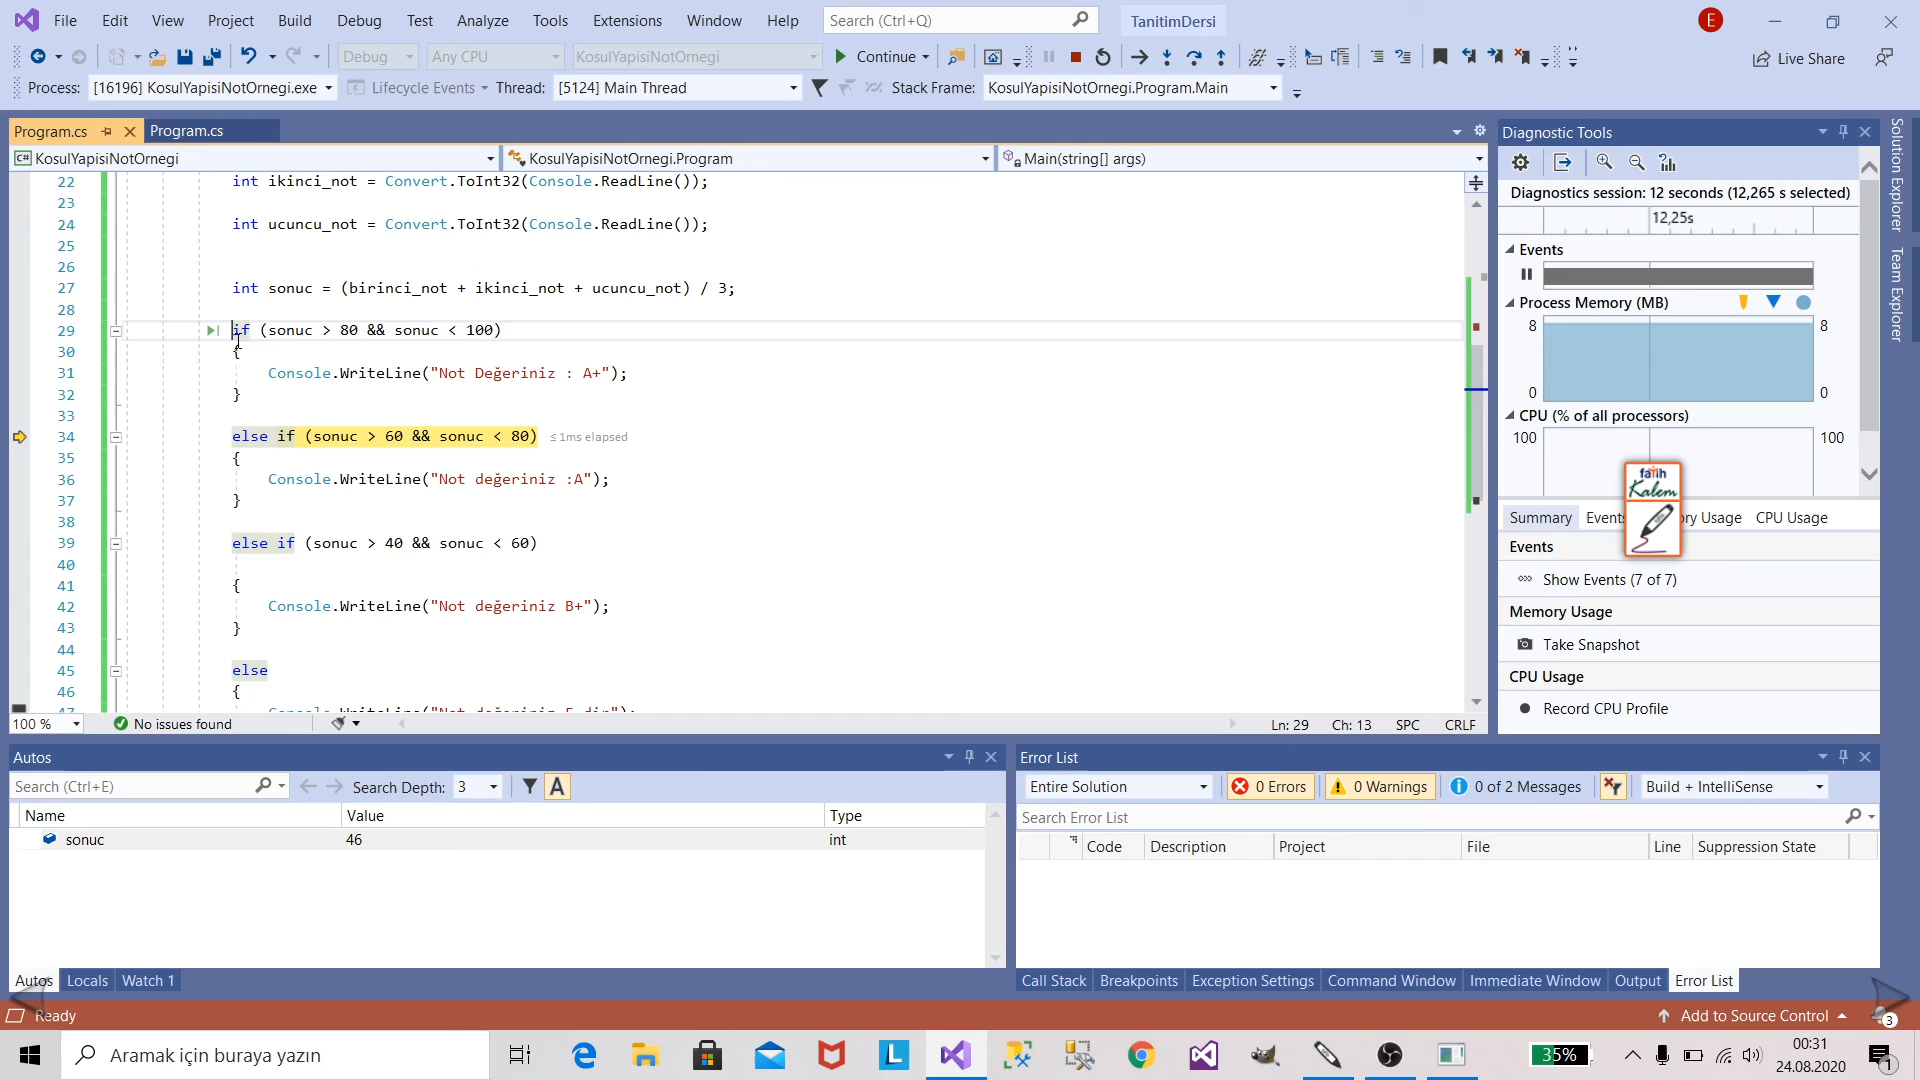 File Edit View Project Build Debug Test Analyze Tools Extensions Window Help Search (Ctrl+Q) TanitimDersi E
Debug Any CPU KosulYapisiNotOrnegi Continue Live Share
Process: [16196] KosulYapisiNotOrnegi.exe Lifecycle Events Thread: [5124] Main Thread Stack Frame: KosulYapisiNotOrnegi.Program.Main
Program.cs Program.cs
C# KosulYapisiNotOrnegi KosulYapisiNotOrnegi.Program Main(string[] args)
22 int ikinci_not = Convert.ToInt32(Console.ReadLine());
23
24 int ucuncu_not = Convert.ToInt32(Console.ReadLine());
25
26
27 int sonuc = (birinci_not + ikinci_not + ucuncu_not) / 3;
28
29 if (sonuc > 80 && sonuc < 100)
30 {
31 Console.WriteLine("Not Değeriniz : A+");
32 }
33
34 else if (sonuc > 60 && sonuc < 80) ≤ 1ms elapsed
35 {
36 Console.WriteLine("Not değeriniz :A");
37 }
38
39 else if (sonuc > 40 && sonuc < 60)
40
41 {
42 Console.WriteLine("Not değeriniz B+");
43 }
44
45 else
46 {
100 % No issues found Ln: 29 Ch: 13 SPC CRLF
Diagnostic Tools
Diagnostics session: 12 seconds (12,265 s selected)
12,25s
Events
Process Memory (MB)
8 8
0 0
CPU (% of all processors)
100 100
fatih
Kalem
Summary Events ry Usage CPU Usage
Events
Show Events (7 of 7)
Memory Usage
Take Snapshot
CPU Usage
Record CPU Profile
Solution Explorer
Team Explorer
Autos
Search (Ctrl+E) Search Depth: 3 A
Name Value Type
sonuc 46 int
Autos Locals Watch 1
Error List
Entire Solution 0 Errors 0 Warnings 0 of 2 Messages Build + IntelliSense
Search Error List
Code Description Project File Line Suppression State
Call Stack Breakpoints Exception Settings Command Window Immediate Window Output Error List
Ready Add to Source Control 3
Aramak için buraya yazın L 35% 00:31
24.08.2020 1